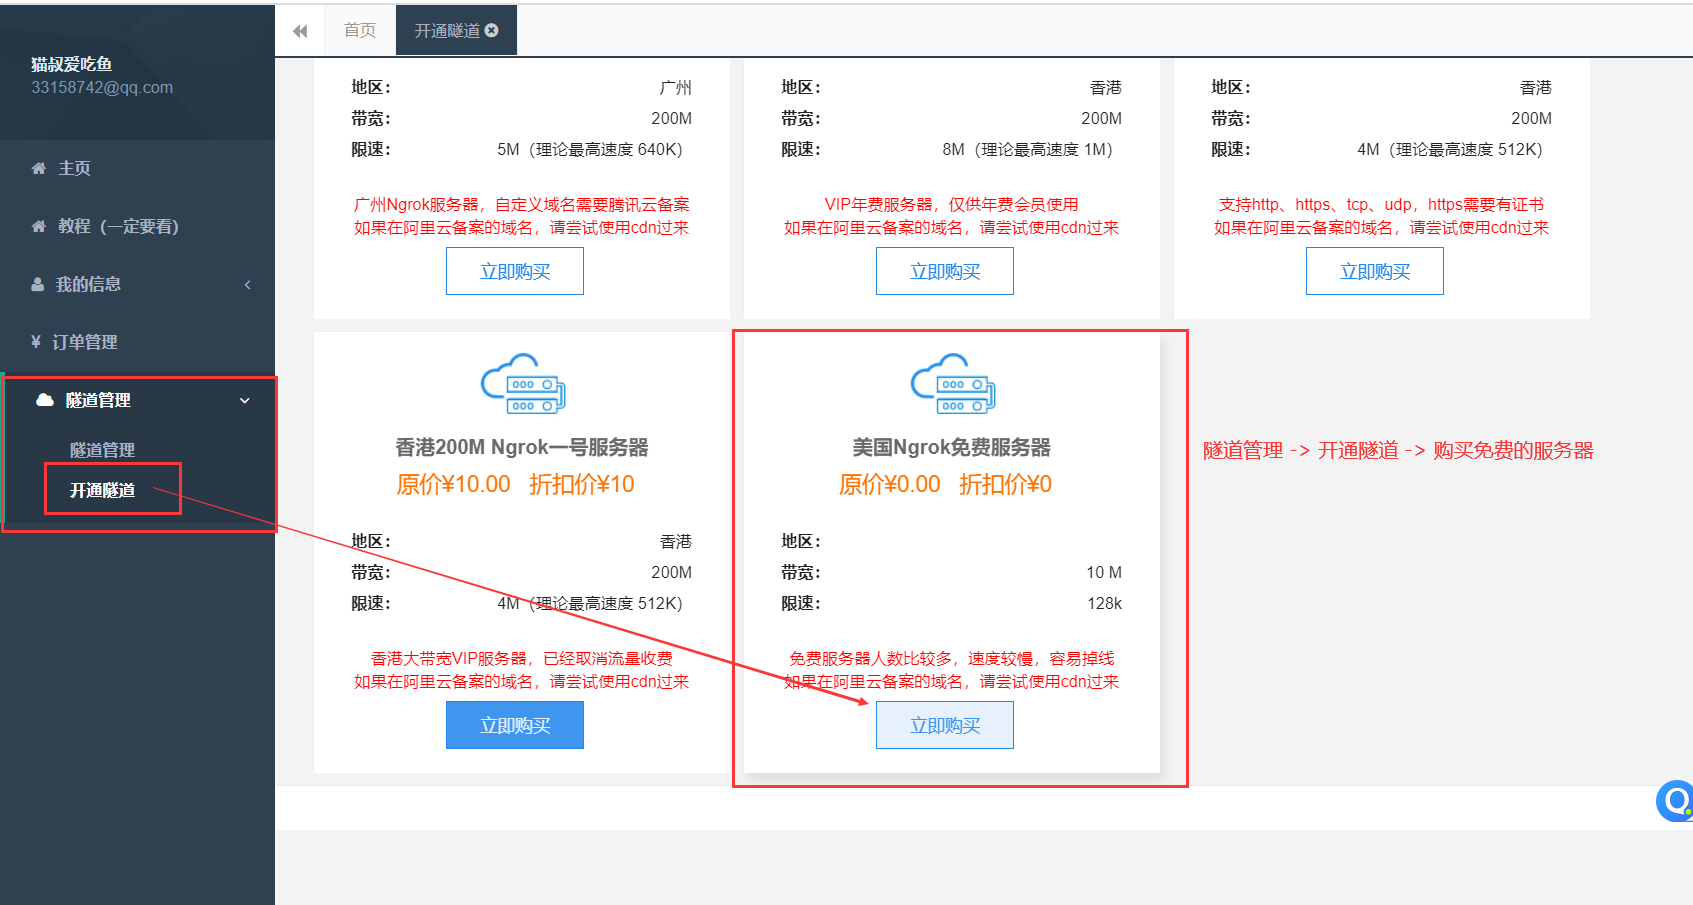 猫叔爱吃鱼
33158742@qq.com
主页
教程（一定要看）
我的信息
¥ 订单管理
隧道管理
隧道管理
开通隧道
首页
开通隧道
地区： 广州
带宽： 200M
限速： 5M（理论最高速度 640K）
广州Ngrok服务器，自定义域名需要腾讯云备案
如果在阿里云备案的域名，请尝试使用cdn过来
立即购买
地区： 香港
带宽： 200M
限速： 8M（理论最高速度 1M）
VIP年费服务器，仅供年费会员使用
如果在阿里云备案的域名，请尝试使用cdn过来
立即购买
地区： 香港
带宽： 200M
限速： 4M（理论最高速度 512K）
支持http、https、tcp、udp，https需要有证书
如果在阿里云备案的域名，请尝试使用cdn过来
立即购买
香港200M Ngrok一号服务器
原价¥10.00 折扣价¥10
地区： 香港
带宽： 200M
限速： 4M（理论最高速度 512K）
香港大带宽VIP服务器，已经取消流量收费
如果在阿里云备案的域名，请尝试使用cdn过来
立即购买
美国Ngrok免费服务器
原价¥0.00 折扣价¥0
地区：
带宽： 10 M
限速： 128k
免费服务器人数比较多，速度较慢，容易掉线
如果在阿里云备案的域名，请尝试使用cdn过来
立即购买
隧道管理 -> 开通隧道 -> 购买免费的服务器